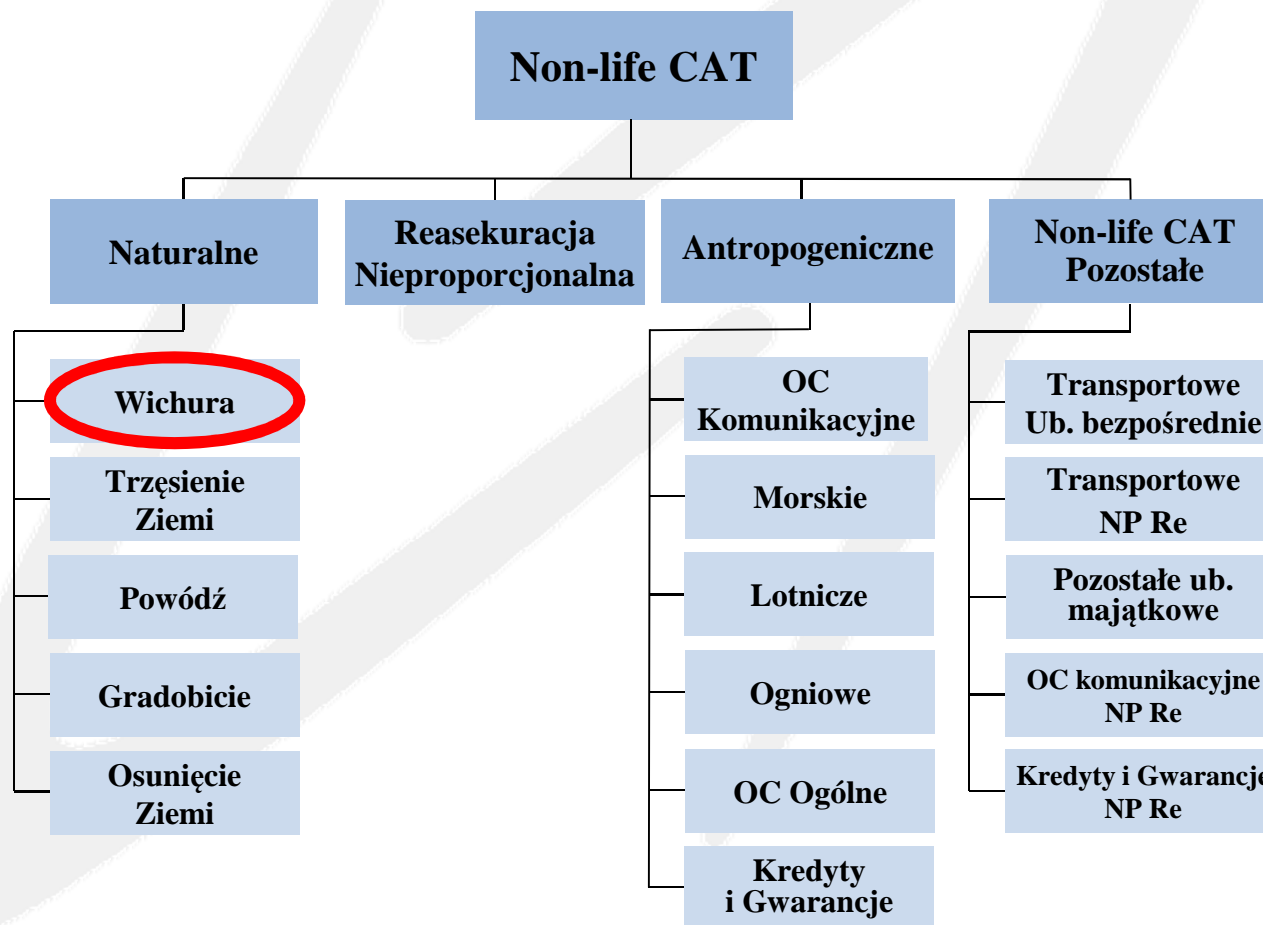 Non-life CAT
Naturalne
Reasekuracja
Nieproporcjonalna
Antropogeniczne
Non-life CAT
Pozostałe
Wichura
Trzęsienie
Ziemi
Powódź
Gradobicie
Osunięcie
Ziemi
OC
Komunikacyjne
Morskie
Lotnicze
Ogniowe
OC Ogólne
Kredyty
i Gwarancje
Transportowe
Ub. bezpośrednie
Transportowe
NP Re
Pozostałe ub.
majątkowe
OC komunikacyjne
NP Re
Kredyty i Gwarancje
NP Re